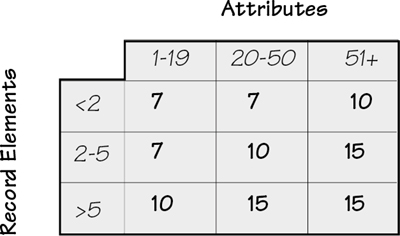 Attributes
Record Elements
1-19 20-50 51+
<2 7 7 10
2-5 7 10 15
>5 10 15 15